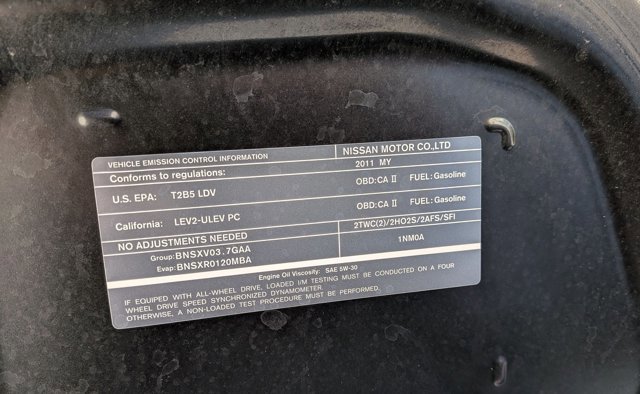 VEHICLE EMISSION CONTROL INFORMATION NISSAN MOTOR CO.,LTD
Conforms to regulations: 2011 MY
U.S. EPA: T2B5 LDV OBD:CA II FUEL:Gasoline
California: LEV2-ULEV PC OBD:CA II FUEL:Gasoline
NO ADJUSTMENTS NEEDED 2TWC(2)/2HO2S/2AFS/SFI
Group:BNSXV03.7GAA 1NM0A
Evap:BNSXR0120MBA
Engine Oil Viscosity: SAE 5W-30
IF EQUIPPED WITH ALL-WHEEL DRIVE, LOADED I/M TESTING MUST BE CONDUCTED ON A FOUR
WHEEL DRIVE SPEED SYNCHRONIZED DYNAMOMETER.
OTHERWISE, A NON-LOADED TEST PROCEDURE MUST BE PERFORMED.